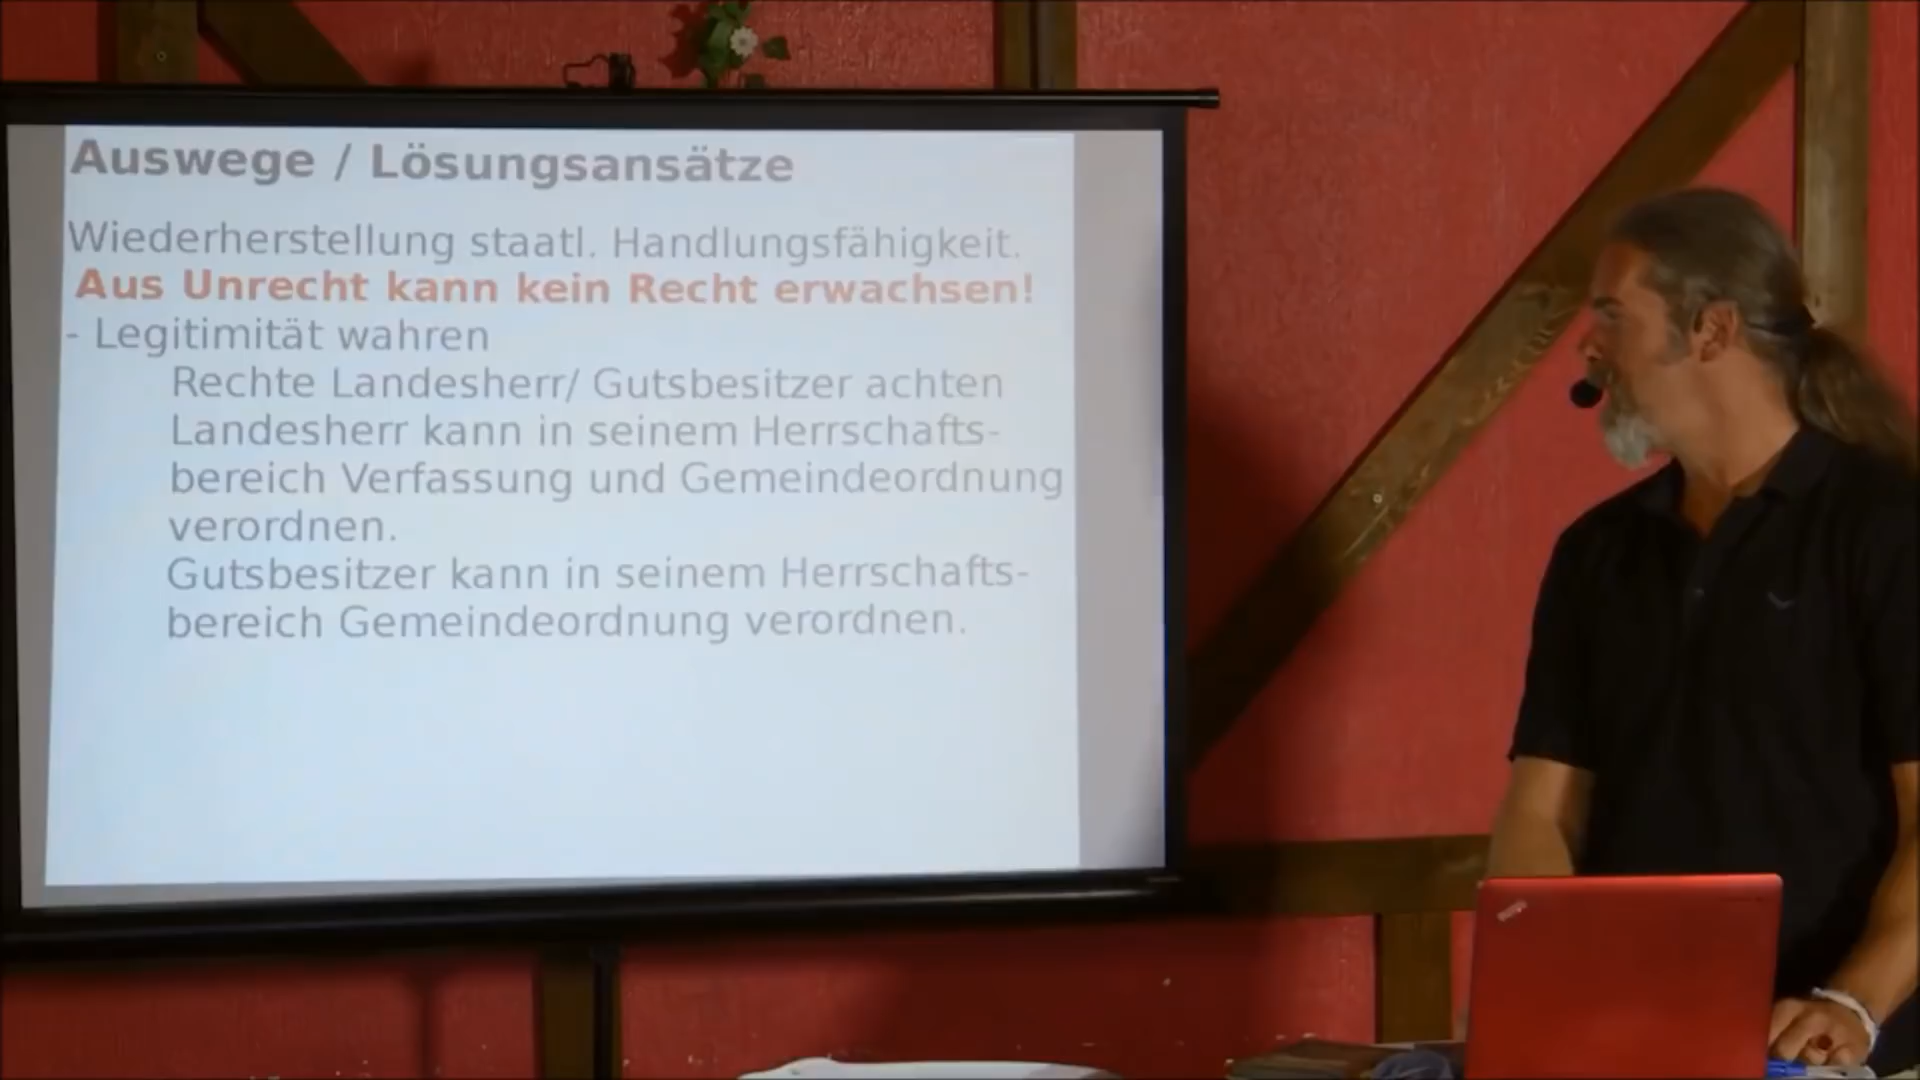 Auswege / Lösungsansätze
Wiederherstellung staatl. Handlungsfähigkeit.
Aus Unrecht kann kein Recht erwachsen!
- Legitimität wahren
Rechte Landesherr/ Gutsbesitzer achten
Landesherr kann in seinem Herrschafts-
bereich Verfassung und Gemeindeordnung
verordnen.
Gutsbesitzer kann in seinem Herrschafts-
bereich Gemeindeordnung verordnen.